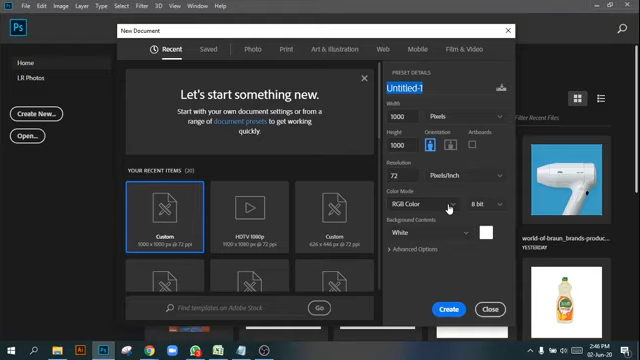 Ps File Edit Image Layer Type Select Filter 3D View Window Help
New Document
Ps
Recent Saved Photo Print Art & Illustration Web Mobile Film & Video
Home
LR Photos
Create New...
Open...
Let's start something new.
Start with your own document settings or from a
range of document presets to get working
quickly.
YOUR RECENT ITEMS (20)
Custom
1000 x 1000 px @ 72 ppi
HDTV 1080p
1920 x 1080 px @ 72 ppi
Custom
626 x 446 px @ 72 ppi
Find templates on Adobe Stock
Go
PRESET DETAILS
Untitled-1
Width
1000 Pixels
Height Orientation Artboards
1000
Resolution
72 Pixels/Inch
Color Mode
RGB Color 8 bit
Background Contents
White
Advanced Options
Create Close
Filter Recent Files
world-of-braun_brands-produc...
2:46 PM
02-Jun-20